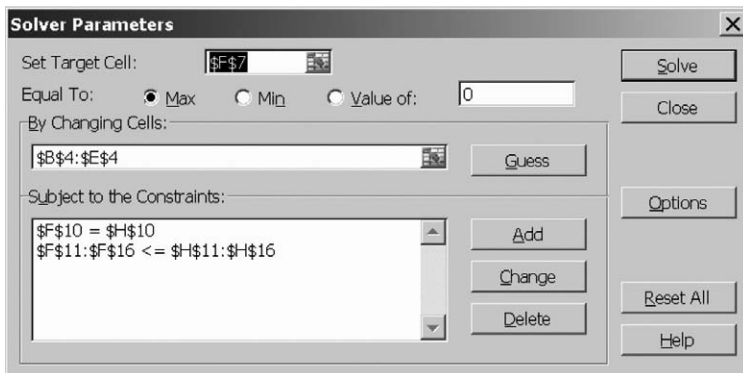 Solver Parameters
Set Target Cell: $F$7 Solve
Equal To: Max Min Value of: 0 Close
By Changing Cells:
$B$4:$E$4 Guess
Subject to the Constraints: Options
$F$10 = $H$10 Add
$F$11:$F$16 <= $H$11:$H$16
Change
Reset All
Delete
Help